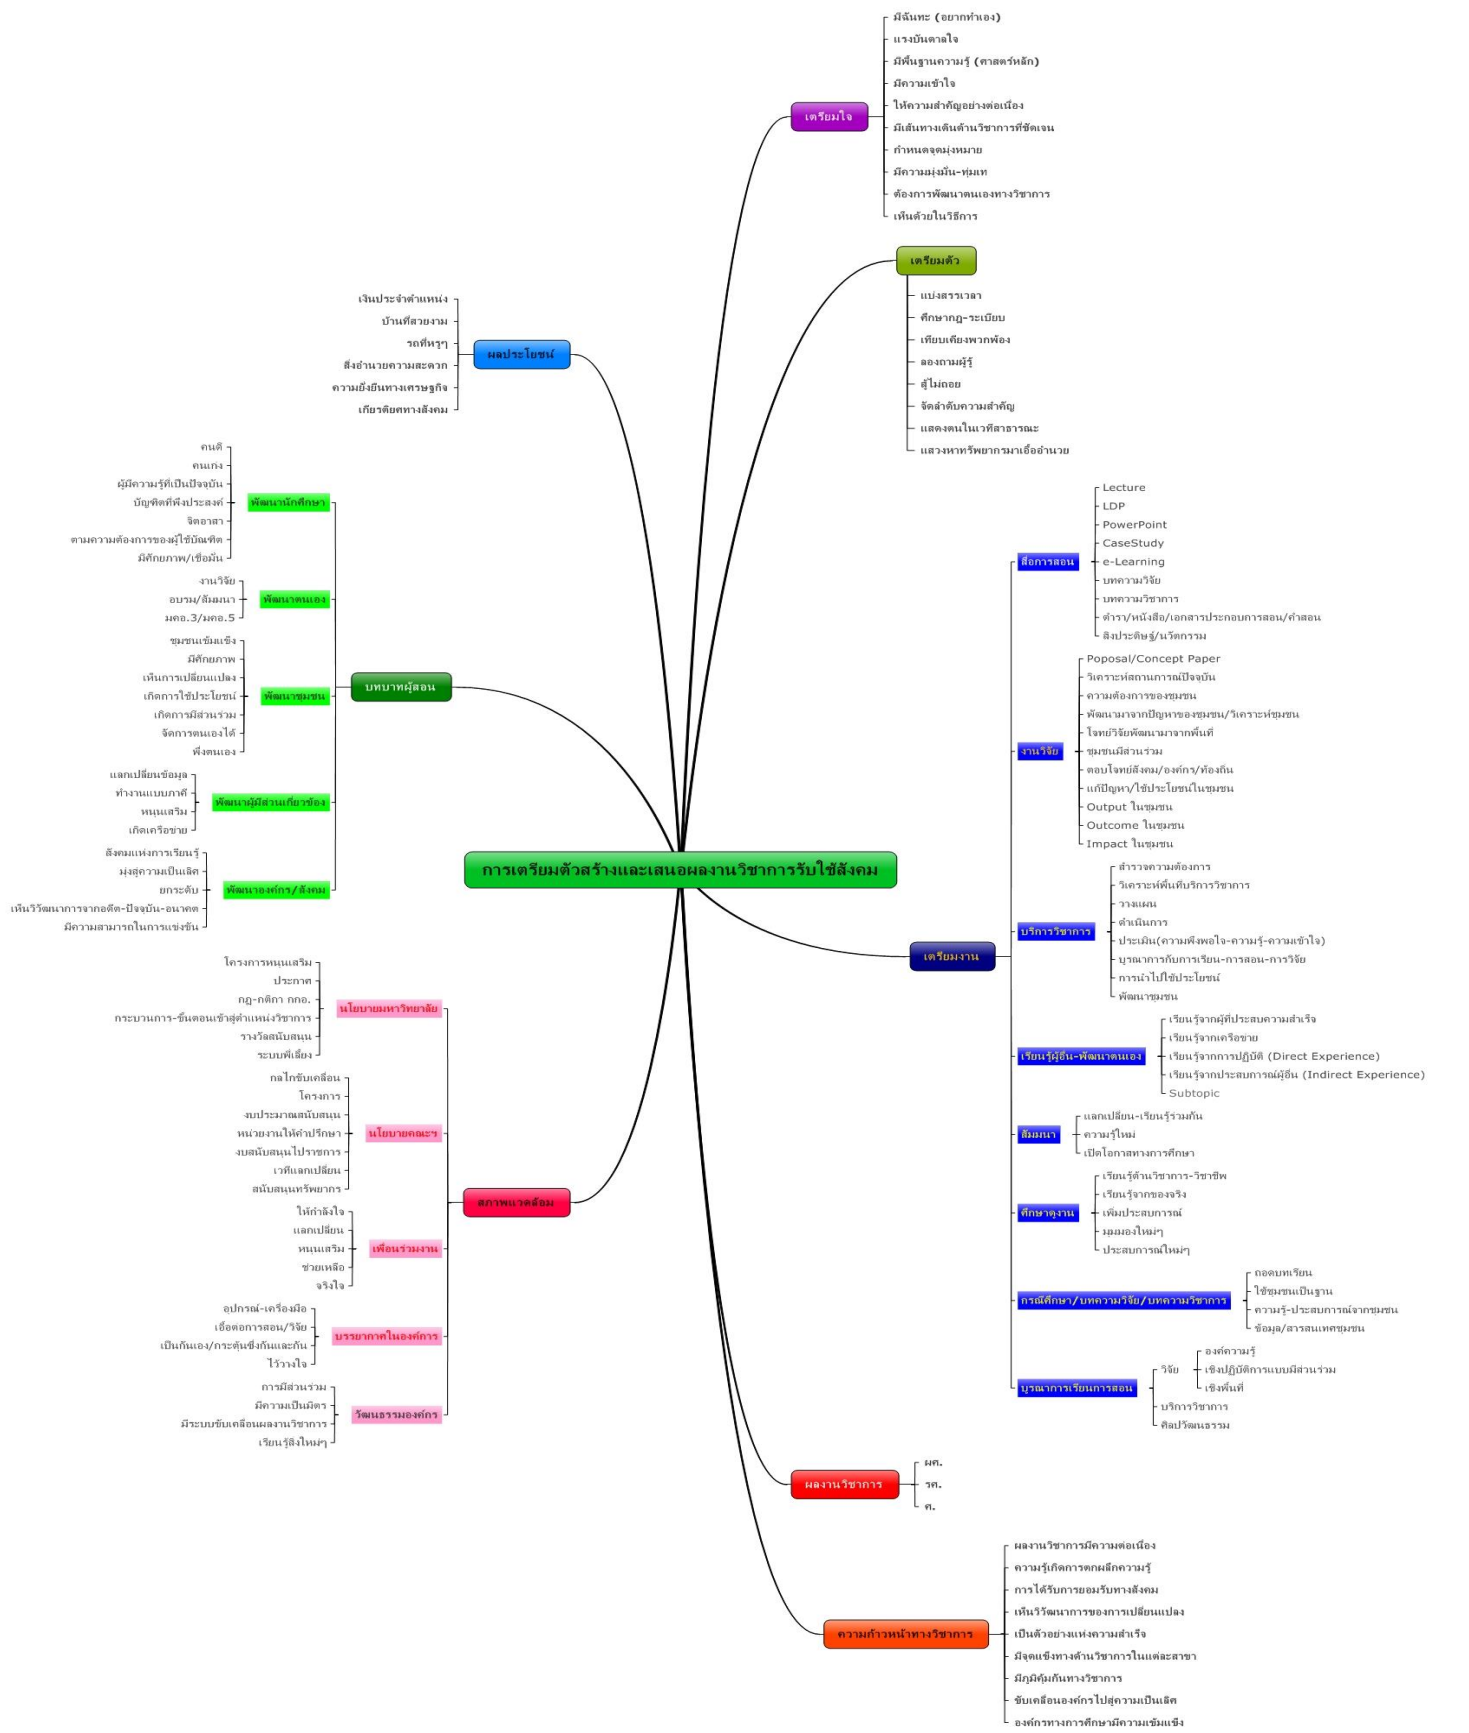 การเตรียมตัวสร้างและเสนอผลงานวิชาการรับใช้สังคม
เตรียมใจ
มีฉันทะ (อยากทำเอง)
แรงบันดาลใจ
มีพื้นฐานความรู้ (ศาสตร์หลัก)
มีความเข้าใจ
ให้ความสำคัญอย่างต่อเนื่อง
มีเส้นทางเดินด้านวิชาการที่ชัดเจน
กำหนดจุดมุ่งหมาย
มีความมุ่งมั่น-ทุ่มเท
ต้องการพัฒนาตนเองทางวิชาการ
เห็นด้วยในวิธีการ
เตรียมตัว
แบ่งสรรเวลา
ศึกษากฎ-ระเบียบ
เทียบเคียงพวกพ้อง
ลองถามผู้รู้
สู้ไม่ถอย
จัดลำดับความสำคัญ
แสดงตนในเวทีสาธารณะ
แสวงหาทรัพยากรมาเอื้ออำนวย
เตรียมงาน
สื่อการสอน
Lecture
LDP
PowerPoint
CaseStudy
e-Learning
บทความวิจัย
บทความวิชาการ
ตำรา/หนังสือ/เอกสารประกอบการสอน/คำสอน
สิ่งประดิษฐ์/นวัตกรรม
งานวิจัย
Poposal/Concept Paper
วิเคราะห์สถานการณ์ปัจจุบัน
ความต้องการของชุมชน
พัฒนามาจากปัญหาของชุมชน/วิเคราะห์ชุมชน
โจทย์วิจัยพัฒนามาจากพื้นที่
ชุมชนมีส่วนร่วม
ตอบโจทย์สังคม/องค์กร/ท้องถิ่น
แก้ปัญหา/ใช้ประโยชน์ในชุมชน
Output ในชุมชน
Outcome ในชุมชน
Impact ในชุมชน
บริการวิชาการ
สำรวจความต้องการ
วิเคราะห์พื้นที่บริการวิชาการ
วางแผน
ดำเนินการ
ประเมิน(ความพึงพอใจ-ความรู้-ความเข้าใจ)
บูรณาการกับการเรียน-การสอน-การวิจัย
การนำไปใช้ประโยชน์
พัฒนาชุมชน
เรียนรู้ผู้อื่น-พัฒนาตนเอง
เรียนรู้จากผู้ที่ประสบความสำเร็จ
เรียนรู้จากเครือข่าย
เรียนรู้จากการปฏิบัติ (Direct Experience)
เรียนรู้จากประสบการณ์ผู้อื่น (Indirect Experience)
Subtopic
สัมมนา
แลกเปลี่ยน-เรียนรู้ร่วมกัน
ความรู้ใหม่
เปิดโอกาสทางการศึกษา
ศึกษาดูงาน
เรียนรู้ด้านวิชาการ-วิชาชีพ
เรียนรู้จากของจริง
เพิ่มประสบการณ์
มุมมองใหม่ๆ
ประสบการณ์ใหม่ๆ
กรณีศึกษา/บทความวิจัย/บทความวิชาการ
ถอดบทเรียน
ใช้ชุมชนเป็นฐาน
ความรู้-ประสบการณ์จากชุมชน
ข้อมูล/สารสนเทศชุมชน
บูรณาการเรียนการสอน
วิจัย
องค์ความรู้
เชิงปฏิบัติการแบบมีส่วนร่วม
เชิงพื้นที่
บริการวิชาการ
ศิลปวัฒนธรรม
ผลงานวิชาการ
ผศ.
รศ.
ศ.
ความก้าวหน้าทางวิชาการ
ผลงานวิชาการมีความต่อเนื่อง
ความรู้เกิดการตกผลึกความรู้
การได้รับการยอมรับทางสังคม
เห็นวิวัฒนาการของการเปลี่ยนแปลง
เป็นตัวอย่างแห่งความสำเร็จ
มีจุดแข็งทางด้านวิชาการในแต่ละสาขา
มีภูมิคุ้มกันทางวิชาการ
ขับเคลื่อนองค์กรไปสู่ความเป็นเลิศ
องค์กรทางการศึกษามีความเข้มแข็ง
ผลประโยชน์
เงินประจำตำแหน่ง
บ้านที่สวยงาม
รถที่หรูๆ
สิ่งอำนวยความสะดวก
ความยั่งยืนทางเศรษฐกิจ
เกียรติยศทางสังคม
บทบาทผู้สอน
พัฒนานักศึกษา
คนดี
คนเก่ง
ผู้มีความรู้ที่เป็นปัจจุบัน
บัญฑิตที่พึงประสงค์
จิตอาสา
ตามความต้องการของผู้ใช้บัณฑิต
มีศักยภาพ/เชื่อมั่น
พัฒนาตนเอง
งานวิจัย
อบรม/สัมมนา
มคอ.3/มคอ.5
พัฒนาชุมชน
ชุมชนเข้มแข็ง
มีศักยภาพ
เห็นการเปลี่ยนแปลง
เกิดการใช้ประโยชน์
เกิดการมีส่วนร่วม
จัดการตนเองได้
พึ่งตนเอง
พัฒนาผู้มีส่วนเกี่ยวข้อง
แลกเปลี่ยนข้อมูล
ทำงานแบบภาคี
หนุนเสริม
เกิดเครือข่าย
พัฒนาองค์กร/สังคม
สังคมแห่งการเรียนรู้
มุ่งสู่ความเป็นเลิศ
ยกระดับ
เห็นวิวัฒนาการจากอดีต-ปัจจุบัน-อนาคต
มีความสามารถในการแข่งขัน
สภาพแวดล้อม
นโยบายมหาวิทยาลัย
โครงการหนุนเสริม
ประกาศ
กฎ-กติกา กกอ.
กระบวนการ-ขั้นตอนเข้าสู่ตำแหน่งวิชาการ
รางวัลสนับสนุน
ระบบพี่เลี้ยง
นโยบายคณะฯ
กลไกขับเคลื่อน
โครงการ
งบประมาณสนับสนุน
หน่วยงานให้คำปรึกษา
งบสนับสนุนไปราชการ
เวทีแลกเปลี่ยน
สนับสนุนทรัพยากร
เพื่อนร่วมงาน
ให้กำลังใจ
แลกเปลี่ยน
หนุนเสริม
ช่วยเหลือ
จริงใจ
บรรยากาศในองค์การ
อุปกรณ์-เครื่องมือ
เอื้อต่อการสอน/วิจัย
เป็นกันเอง/กระตุ้นซึ่งกันและกัน
ไว้วางใจ
วัฒนธรรมองค์กร
การมีส่วนร่วม
มีความเป็นมิตร
มีระบบขับเคลื่อนผลงานวิชาการ
เรียนรู้สิ่งใหม่ๆ